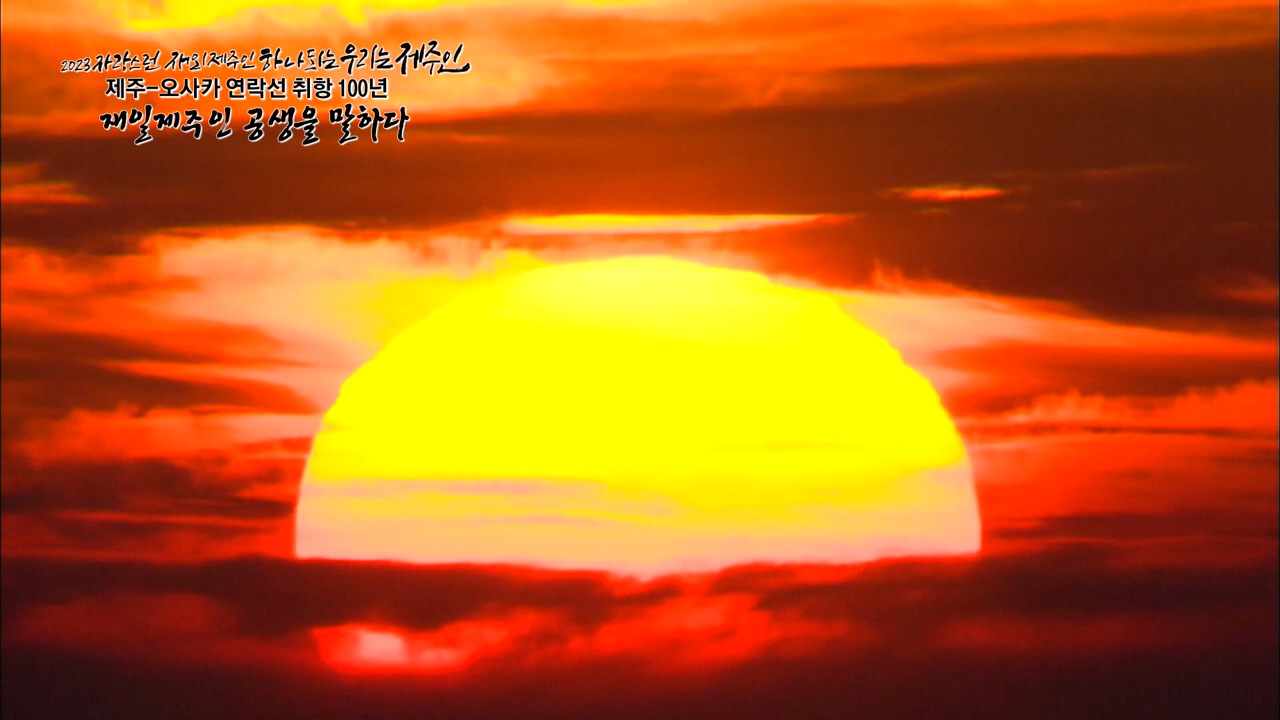 2023 자랑스런 재외제주인 하나되는 우리는 제주인
제주-오사카 연락선 취항 100년
재일제주인 공생을 말하다